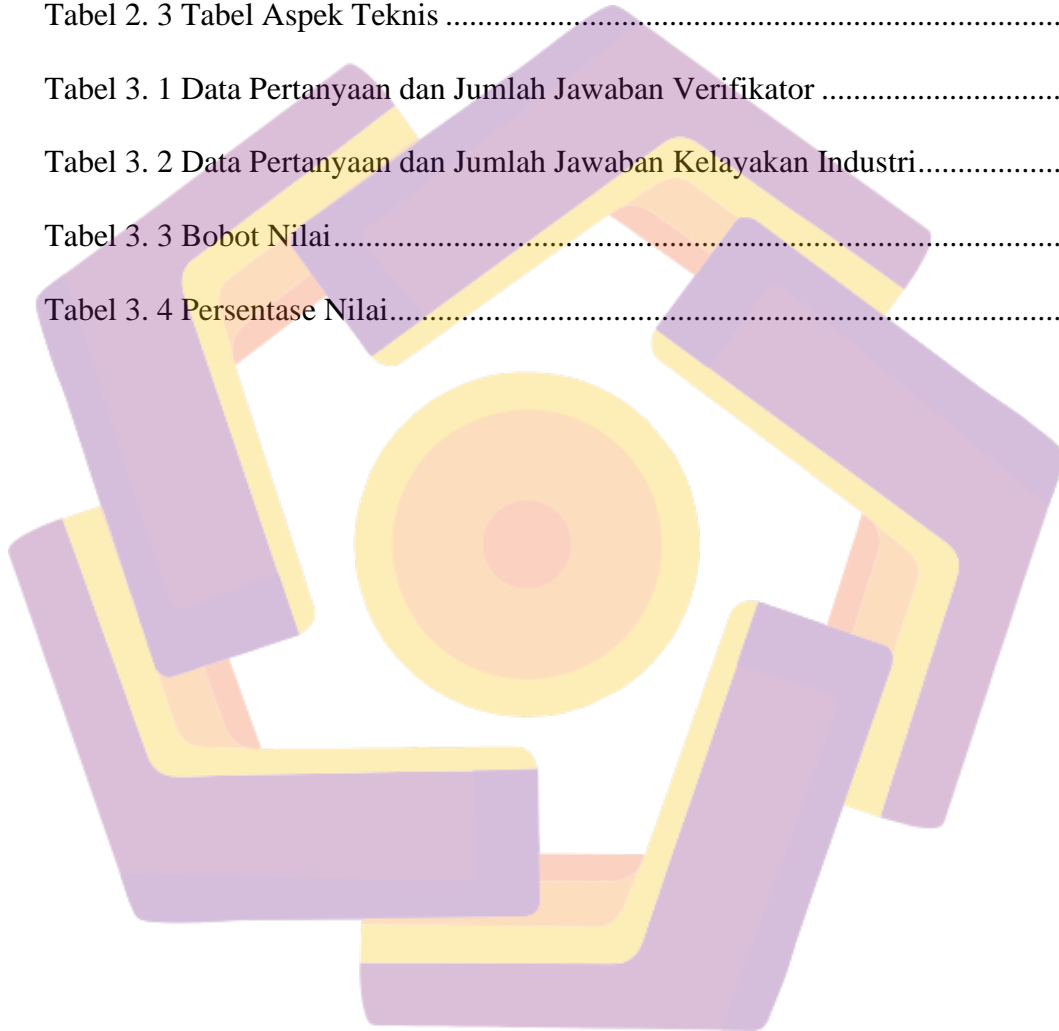 Tabel 2. 3 Tabel Aspek Teknis ........................................................................
Tabel 3. 1 Data Pertanyaan dan Jumlah Jawaban Verifikator ............................
Tabel 3. 2 Data Pertanyaan dan Jumlah Jawaban Kelayakan Industri.................
Tabel 3. 3 Bobot Nilai.....................................................................................
Tabel 3. 4 Persentase Nilai..............................................................................